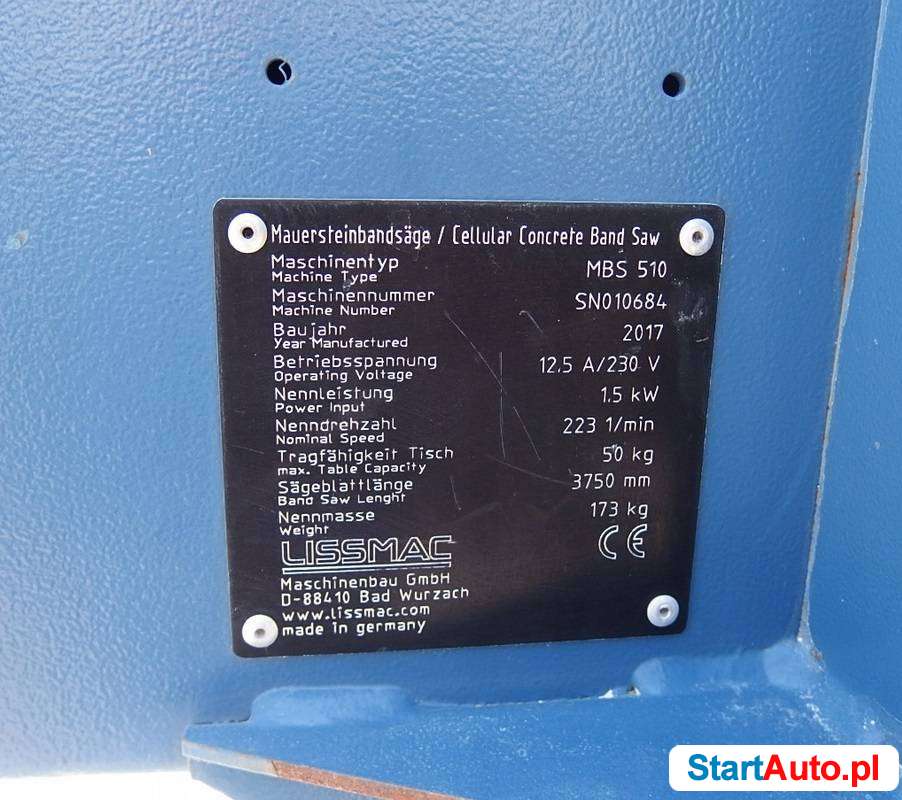 Mauersteinbandsäge / Cellular Concrete Band Saw
Maschinentyp MBS 510
Machine Type
Maschinennummer SN010684
Machine Number
Baujahr 2017
Year Manufactured
Betriebsspannung 12.5 A/230 V
Operating Voltage
Nennleistung 1.5 kW
Power Input
Nenndrehzahl 223 1/min
Nominal Speed
Tragfähigkeit Tisch 50 kg
max. Table Capacity
Sägeblattlänge 3750 mm
Band Saw Lenght
Nennmasse 173 kg
Weight
LISSMAC CE
Maschinenbau GmbH
D-88410 Bad Wurzach
www.lissmac.com
made in germany
StartAuto.pl